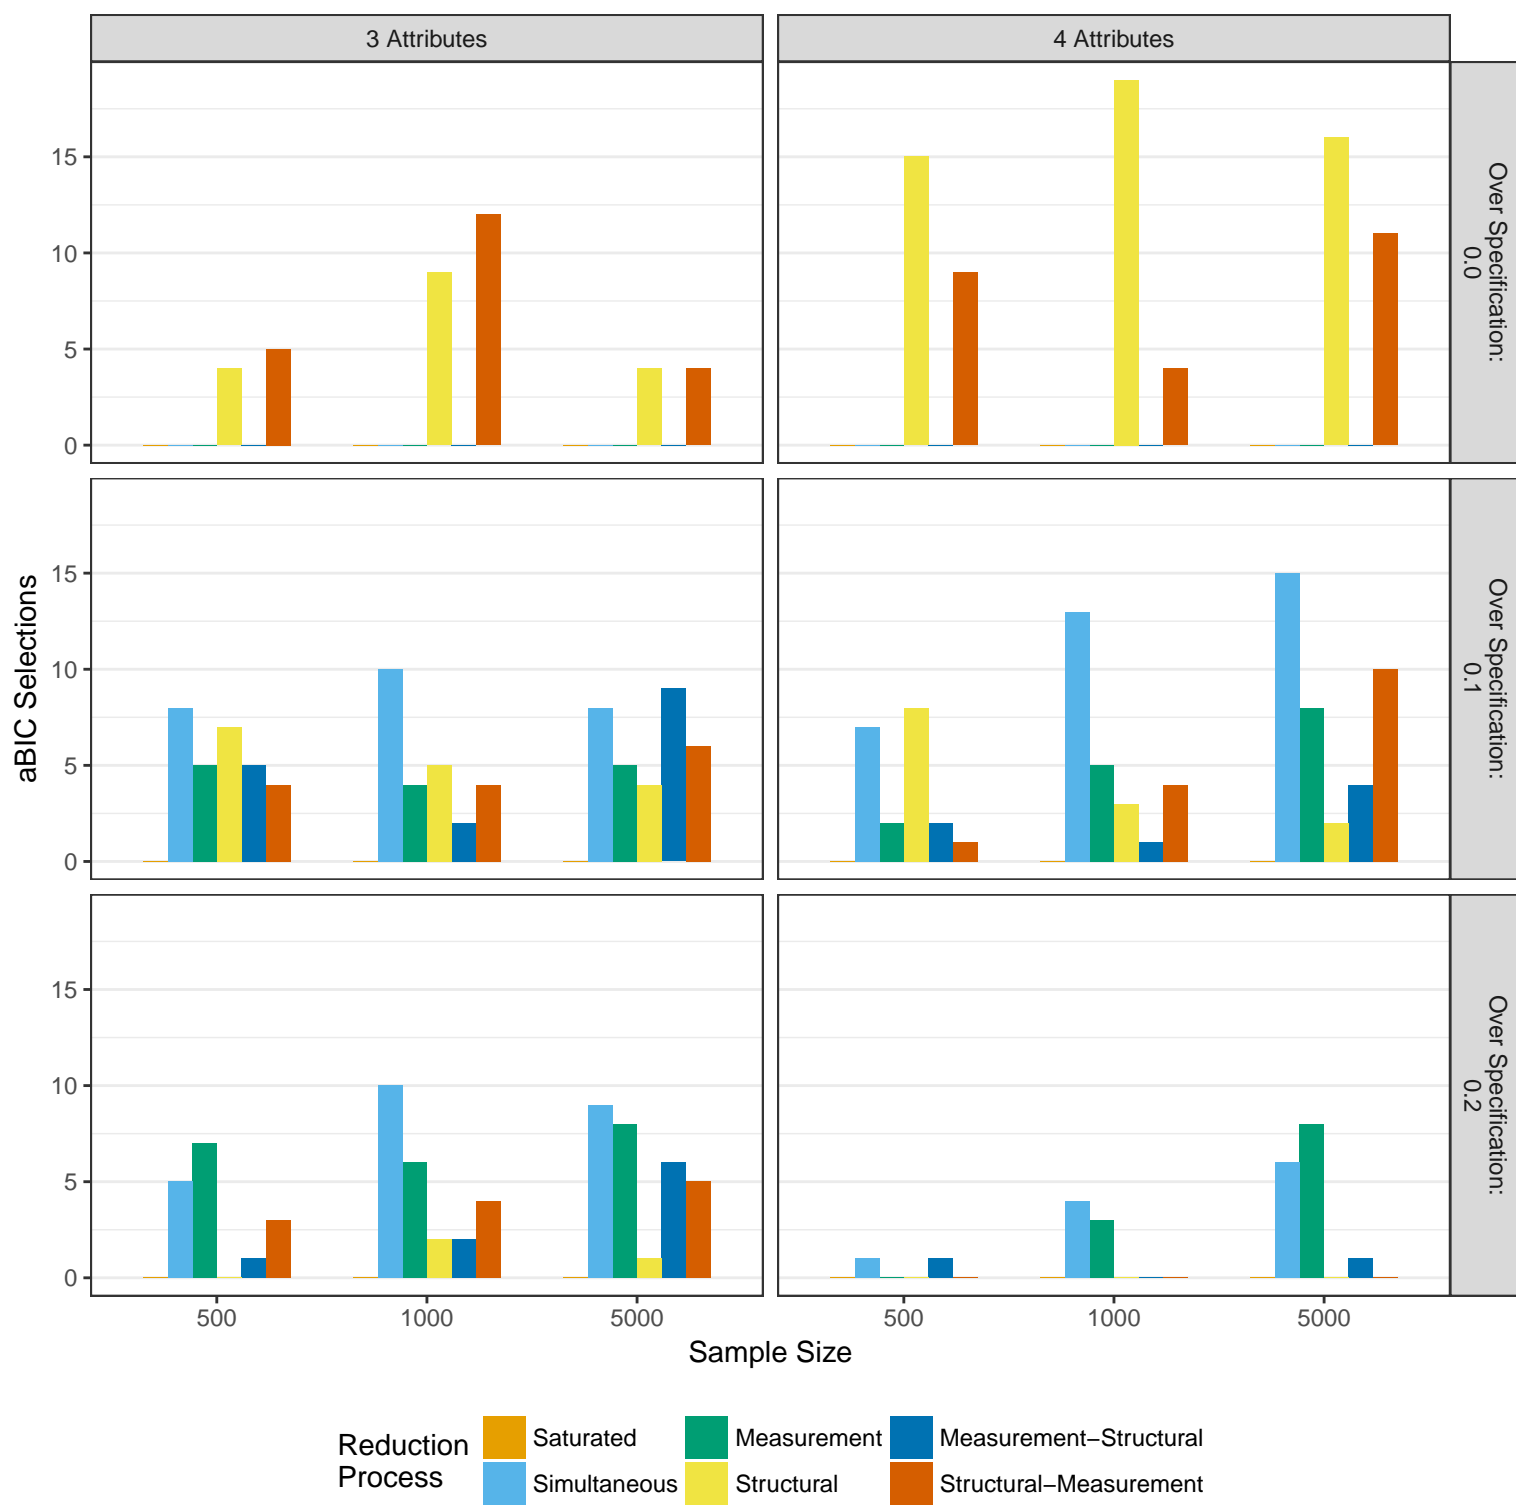 3 Attributes
4 Attributes
15
10
5
0
Over Specification:
0.0
aBIC Selections
15
10
5
0
Over Specification:
0.1
15
10
5
0
Over Specification:
0.2
500
1000
5000
500
1000
5000
Sample Size
Reduction
Process
Saturated
Measurement
Measurement−Structural
Simultaneous
Structural
Structural−Measurement